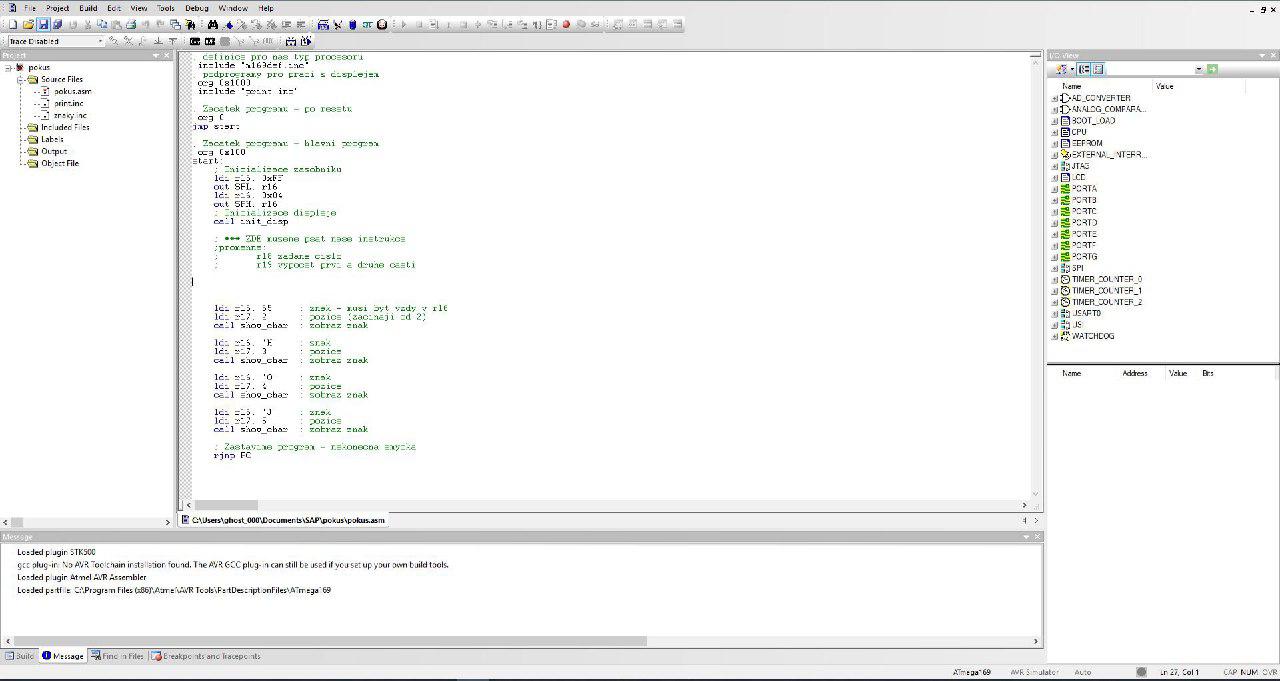 File Project Build Edit View Tools Debug Window Help
Trace Disabled
Project
pokus
Source Files
pokus.asm
print.inc
znaky.inc
Included Files
Labels
Output
Object File
; definice pro nas typ procesoru
.include "m169def.inc"
; podprogramy pro praci s displejem
.org 0x1000
.include "print.inc"
; Zacatek programu - po resetu
.org 0
jmp start
; Zacatek programu - hlavni program
.org 0x100
start:
; Inicializace zasobniku
ldi r16, 0xFF
out SPL, r16
ldi r16, 0x04
out SPH, r16
; Inicializace displeje
call init_disp
; *** ZDE muzeme psat nase instrukce
;promenne:
; r18 zadane cislo
; r19 vypocet prvi a druhe casti
ldi r16, ; znak - musi byt vzdy v r16
ldi r17, 2 ; pozice (zacinaji od 2)
call show_char ; zobraz znak
ldi r16, ; znak
ldi r17, 3 ; pozice
call show_char ; zobraz znak
ldi r16, 'O ; znak
ldi r17, 4 ; pozice
call show_char ; zobraz znak
ldi r16, 'J ; znak
ldi r17, 5 ; pozice
call show_char ; zobraz znak
; Zastavime program - nekonecna smycka
rjmp PC
C:\Users\ghost_000\Documents\SAP\pokus\pokus.asm
I/O View
Name Value
AD_CONVERTER
ANALOG_COMPARA...
BOOT_LOAD
CPU
EEPROM
EXTERNAL_INTERR...
JTAG
LCD
PORTA
PORTB
PORTC
PORTD
PORTE
PORTF
PORTG
SPI
TIMER_COUNTER_0
TIMER_COUNTER_1
TIMER_COUNTER_2
USART0
USI
WATCHDOG
Name Address Value Bits
Message
Loaded plugin STK500
gcc plug-in: No AVR Toolchain installation found. The AVR GCC plug-in can still be used if you set up your own build tools.
Loaded plugin Atmel AVR Assembler
Loaded partfile: C:\Program Files (x86)\Atmel\AVR Tools\PartDescriptionFiles\ATmega169
Build Message Find in Files Breakpoints and Tracepoints
ATmega169 AVR Simulator Auto Ln 27, Col 1 CAP NUM OVR